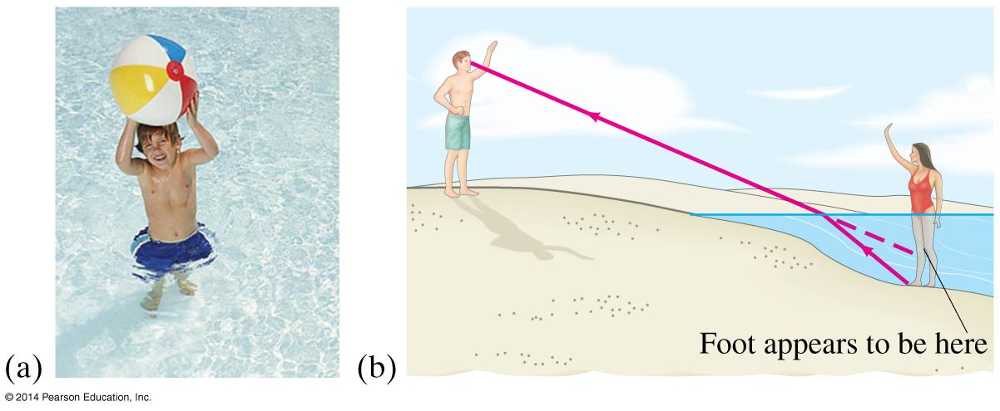 (a)
(b)
Foot appears to be here
© 2014 Pearson Education, Inc.